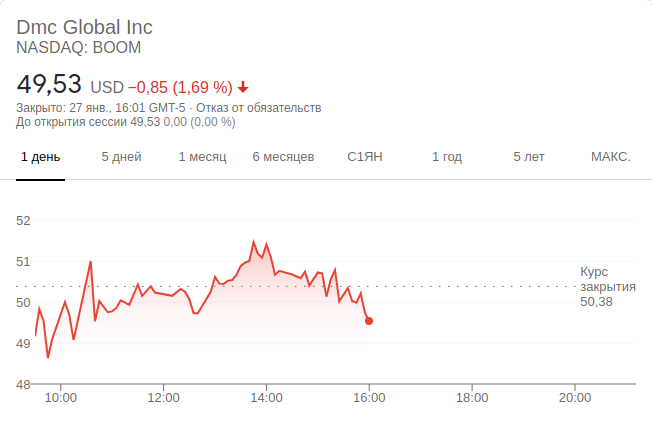 Dmc Global Inc
NASDAQ: BOOM
49,53 USD −0,85 (1,69 %)
Закрыто: 27 янв., 16:01 GMT-5 · Отказ от обязательств
До открытия сессии 49,53 0,00 (0,00 %)
1 день 5 дней 1 месяц 6 месяцев С1ЯН 1 год 5 лет МАКС.
52
51
Курс
закрытия
50,38
50
49
48
10:00 12:00 14:00 16:00 18:00 20:00